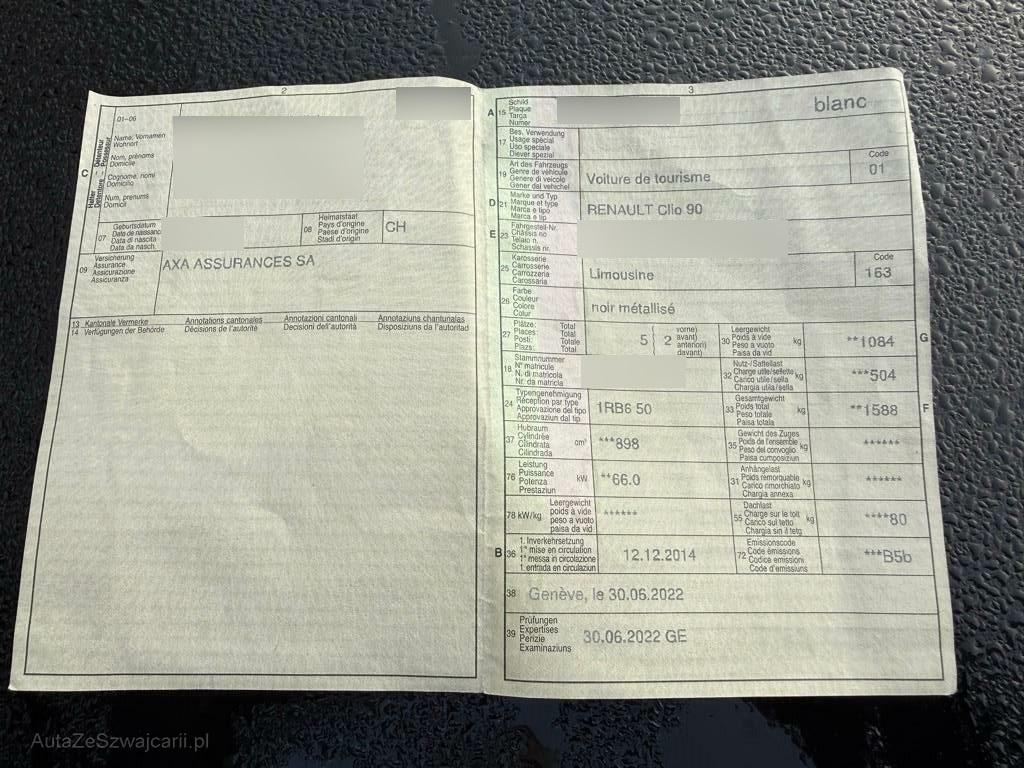 2
01–06
Name, Vornamen
Wohnort
Nom, prénoms
Domicile
Cognome, nomi
Domicilio
Num, prenums
Domicil
C
Halter
Détenteur
07
Geburtsdatum
Data di nascita
Data da nasch.
08
Heimatstaat
Pays d'origine
Paese d'origine
Stadi d'origin
CH
09
Versicherung
Assurance
Assicurazione
Assicuranza
AXA ASSURANCES SA
13 Kantonale Vermerke
14 Verfügungen der Behörde
Annotations cantonales
Décisions de l'autorité
Annotazioni cantonali
Decisioni dell'autorità
Annotaziuns chantunalas
Disposiziuns da l'autoritad
3
A
15
Schild
Plaque
Targa
Numer
blanc
17
Bes. Verwendung
Usage spécial
Uso speciale
Diever spezial
19
Art des Fahrzeugs
Genre de véhicule
Genere di veicolo
Gener dal vehichel
Voiture de tourisme
Code
01
D
21
Marke und Typ
Marque et type
Marca e tipo
Marca e tip
RENAULT Clio 90
E
23
Fahrgestell-Nr.
Châssis no
Telaio n.
Schassis nr.
25
Karosserie
Carrosserie
Carrozzeria
Carossaria
Limousine
Code
163
26
Farbe
Couleur
Colore
Colur
noir métallisé
27
Plätze: Total
Places: Total
Posti: Totale
Plazs: Total
5 ( 2
vorne)
avant)
anteriori)
davant)
30
Leergewicht
Poids à vide
Peso a vuoto
Paisa da vid
kg
**1084
G
18
Stammnummer
N° matricule
N. di matricola
Nr. da matricla
32
Nutz-/Sattellast
Charge utile/sellette
Carico utile/sella
Chargia utila/sella
kg
***504
24
Typengenehmigung
Réception par type
Approvazione del tipo
Approvaziun dal tip
1RB6 50
33
Gesamtgewicht
Poids total
Peso totale
Paisa totala
kg
**1588
F
37
Hubraum
Cylindrée
Cilindrata
Cilindrada
cm³
***898
35
Gewicht des Zuges
Poids de l'ensemble
Peso del convoglio
Paisa cumposiziun
kg
******
76
Leistung
Puissance
Potenza
Prestaziun
kW
**66.0
31
Anhängelast
Poids remorquable
Carico rimorchiato
Chargia annexa
kg
******
78 kW/kg
Leergewicht
poids à vide
peso a vuoto
paisa da vid
******
55
Dachlast
Charge sur le toit
Carico sul tetto
Chargia sin il tetg
kg
****80
B
36
1. Inverkehrsetzung
1re mise en circulation
1a messa in circolazione
1. entrada en circulaziun
12.12.2014
72
Emissionscode
Code émissions
Codice emissioni
Code d'emissiuns
***B5b
38
Genève, le 30.06.2022
39
Prüfungen
Expertises
Perizie
Examinaziuns
30.06.2022 GE
AutaZeSzwajcarii.pl